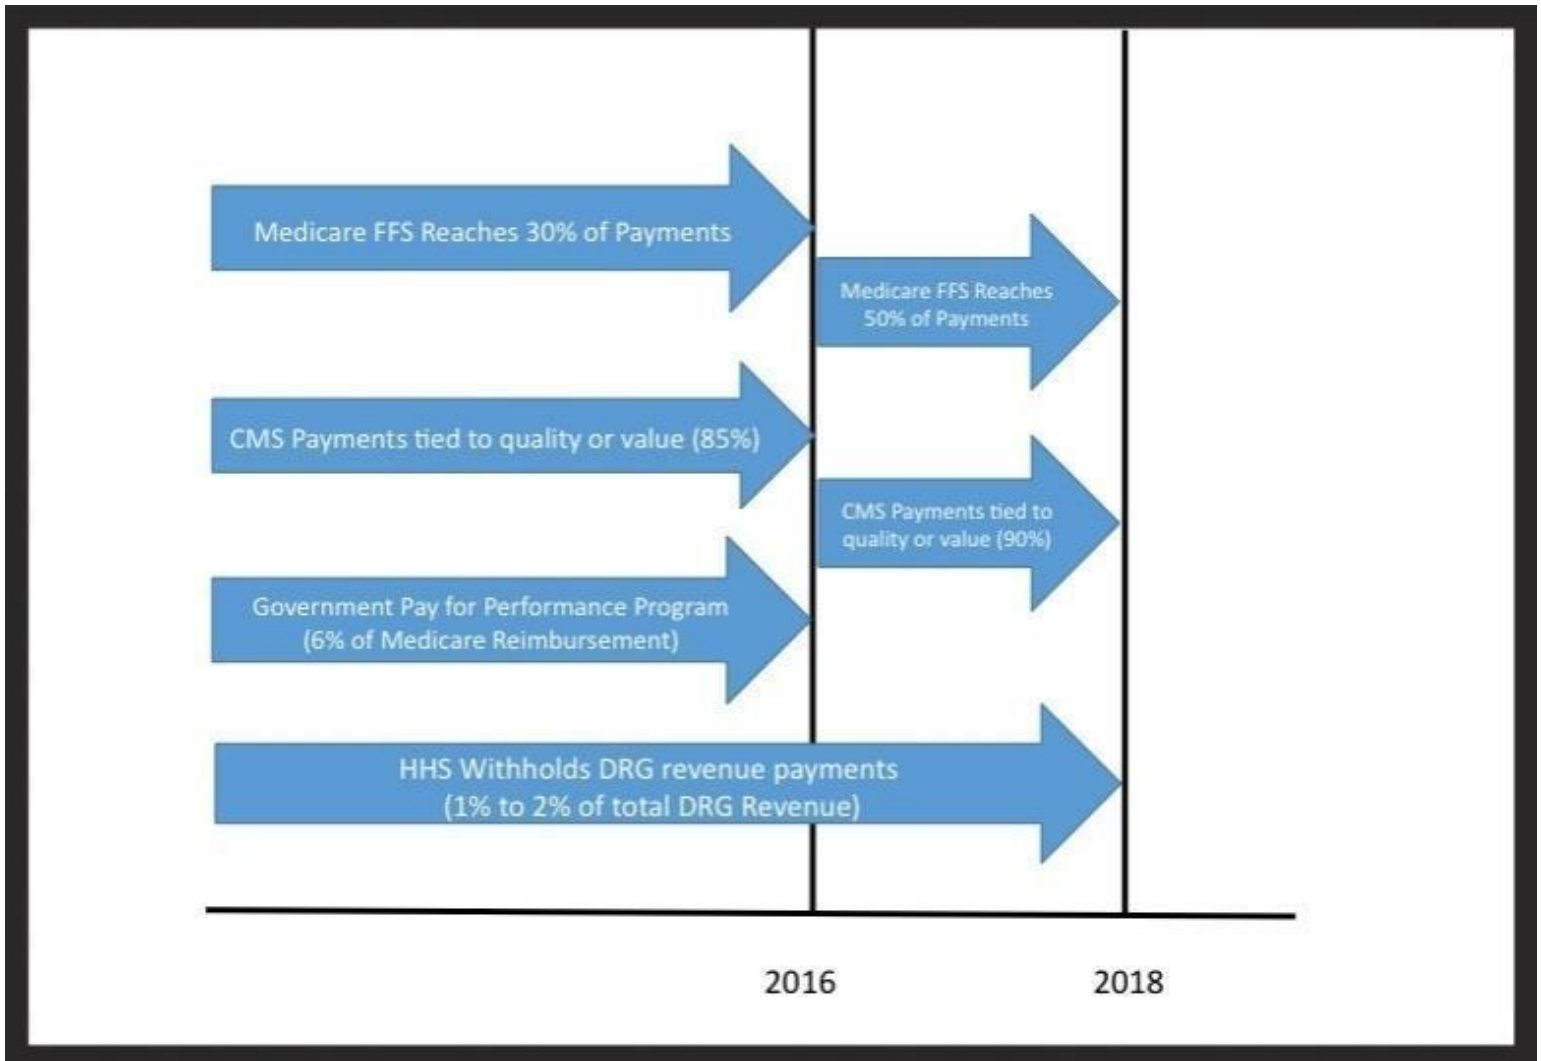 Medicare FFS Reaches 30% of Payments
Medicare FFS Reaches
50% of Payments
CMS Payments tied to quality or value (85%)
CMS Payments tied to
quality or value (90%)
Government Pay for Performance Program
(6% of Medicare Reimbursement)
HHS Withholds DRG revenue payments
(1% to 2% of total DRG Revenue)
2016
2018